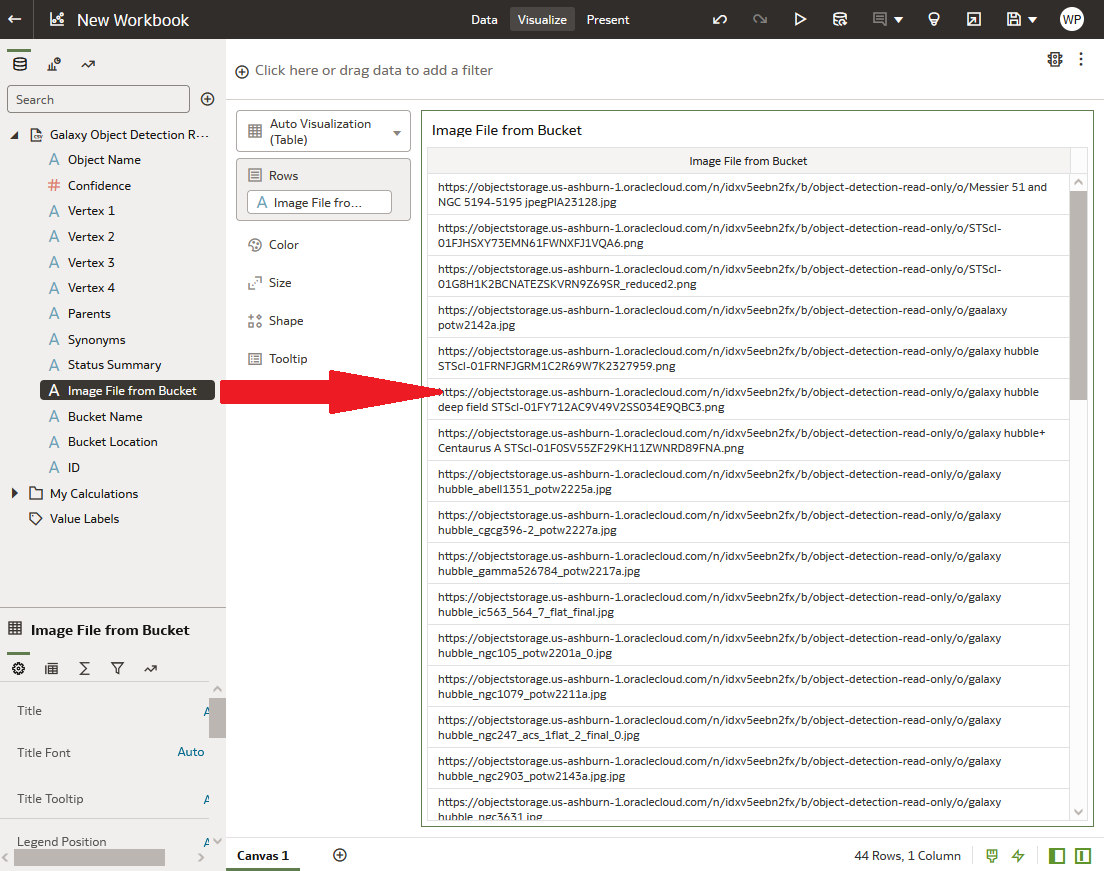 New Workbook
Data
Visualize
Present
WP
Search
Galaxy Object Detection R···
A Object Name
# Confidence
A Vertex 1
A Vertex 2
A Vertex 3
A Vertex 4
A Parents
A Synonyms
A Status Summary
A Image File from Bucket
A Bucket Name
A Bucket Location
A ID
My Calculations
Value Labels
Image File from Bucket
Title
A
Title Font
Auto
Title Tooltip
A
Legend Position
A
Click here or drag data to add a filter
Auto Visualization
(Table)
Rows
A Image File fro...
Color
Size
Shape
Tooltip
Image File from Bucket
Image File from Bucket
https://objectstorage.us-ashburn-1.oraclecloud.com/n/idxv5eebn2fx/b/object-detection-read-only/o/Messier 51 and
NGC 5194-5195 jpegPIA23128.jpg
https://objectstorage.us-ashburn-1.oraclecloud.com/n/idxv5eebn2fx/b/object-detection-read-only/o/STScI-
01FJHSXY73EMN61FWNXFJ1VQA6.png
https://objectstorage.us-ashburn-1.oraclecloud.com/n/idxv5eebn2fx/b/object-detection-read-only/o/STScI-
01G8H1K2BCNATEZSKVRN9Z69SR_reduced2.png
https://objectstorage.us-ashburn-1.oraclecloud.com/n/idxv5eebn2fx/b/object-detection-read-only/o/gaalaxy
potw2142a.jpg
https://objectstorage.us-ashburn-1.oraclecloud.com/n/idxv5eebn2fx/b/object-detection-read-only/o/galaxy hubble
STScI-01FRNFJGRM1C2R69W7K2327959.png
https://objectstorage.us-ashburn-1.oraclecloud.com/n/idxv5eebn2fx/b/object-detection-read-only/o/galaxy hubble
deep field STScI-01FY712AC9V49V2SS034E9QBC3.png
https://objectstorage.us-ashburn-1.oraclecloud.com/n/idxv5eebn2fx/b/object-detection-read-only/o/galaxy hubble+
Centaurus A STScI-01F0SV55ZF29KH11ZWNRD89FNA.png
https://objectstorage.us-ashburn-1.oraclecloud.com/n/idxv5eebn2fx/b/object-detection-read-only/o/galaxy
hubble_abell1351_potw2225a.jpg
https://objectstorage.us-ashburn-1.oraclecloud.com/n/idxv5eebn2fx/b/object-detection-read-only/o/galaxy
hubble_cgcg396-2_potw2227a.jpg
https://objectstorage.us-ashburn-1.oraclecloud.com/n/idxv5eebn2fx/b/object-detection-read-only/o/galaxy
hubble_gamma526784_potw2217a.jpg
https://objectstorage.us-ashburn-1.oraclecloud.com/n/idxv5eebn2fx/b/object-detection-read-only/o/galaxy
hubble_ic563_564_7_flat_final.jpg
https://objectstorage.us-ashburn-1.oraclecloud.com/n/idxv5eebn2fx/b/object-detection-read-only/o/galaxy
hubble_ngc105_potw2201a_0.jpg
https://objectstorage.us-ashburn-1.oraclecloud.com/n/idxv5eebn2fx/b/object-detection-read-only/o/galaxy
hubble_ngc1079_potw2211a.jpg
https://objectstorage.us-ashburn-1.oraclecloud.com/n/idxv5eebn2fx/b/object-detection-read-only/o/galaxy
hubble_ngc247_acs_1flat_2_final_0.jpg
https://objectstorage.us-ashburn-1.oraclecloud.com/n/idxv5eebn2fx/b/object-detection-read-only/o/galaxy
hubble_ngc2903_potw2143a.jpg.jpg
https://objectstorage.us-ashburn-1.oraclecloud.com/n/idxv5eebn2fx/b/object-detection-read-only/o/galaxy
hubble_ngc3631.jpg
Canvas 1
44 Rows, 1 Column